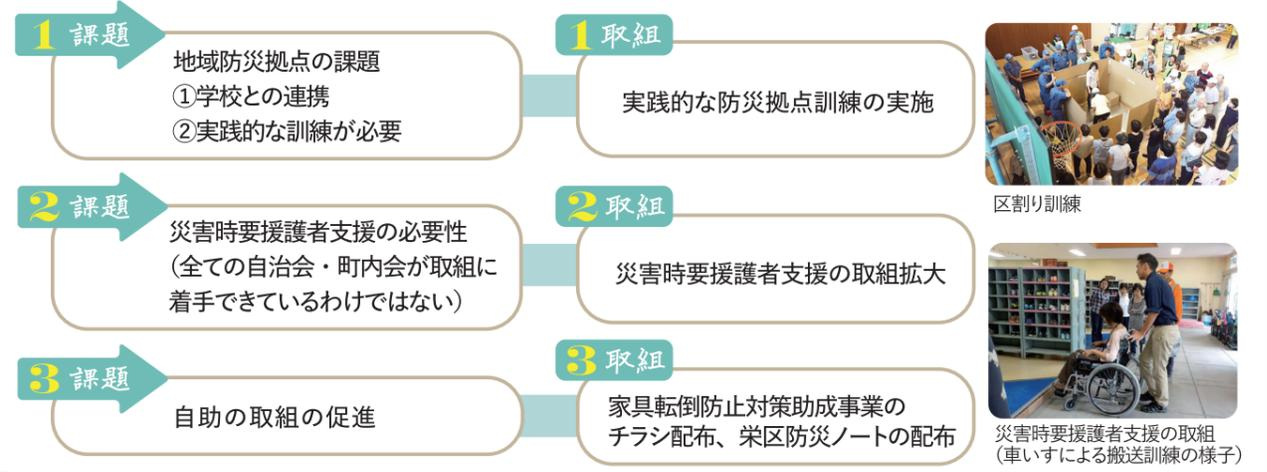 1 課題
地域防災拠点の課題
①学校との連携
②実践的な訓練が必要
1 取組
実践的な防災拠点訓練の実施
区割り訓練
2 課題
災害時要援護者支援の必要性
（全ての自治会・町内会が取組に
着手できているわけではない）
2 取組
災害時要援護者支援の取組拡大
3 課題
自助の取組の促進
3 取組
家具転倒防止対策助成事業の
チラシ配布、栄区防災ノートの配布
災害時要援護者支援の取組
（車いすによる搬送訓練の様子）